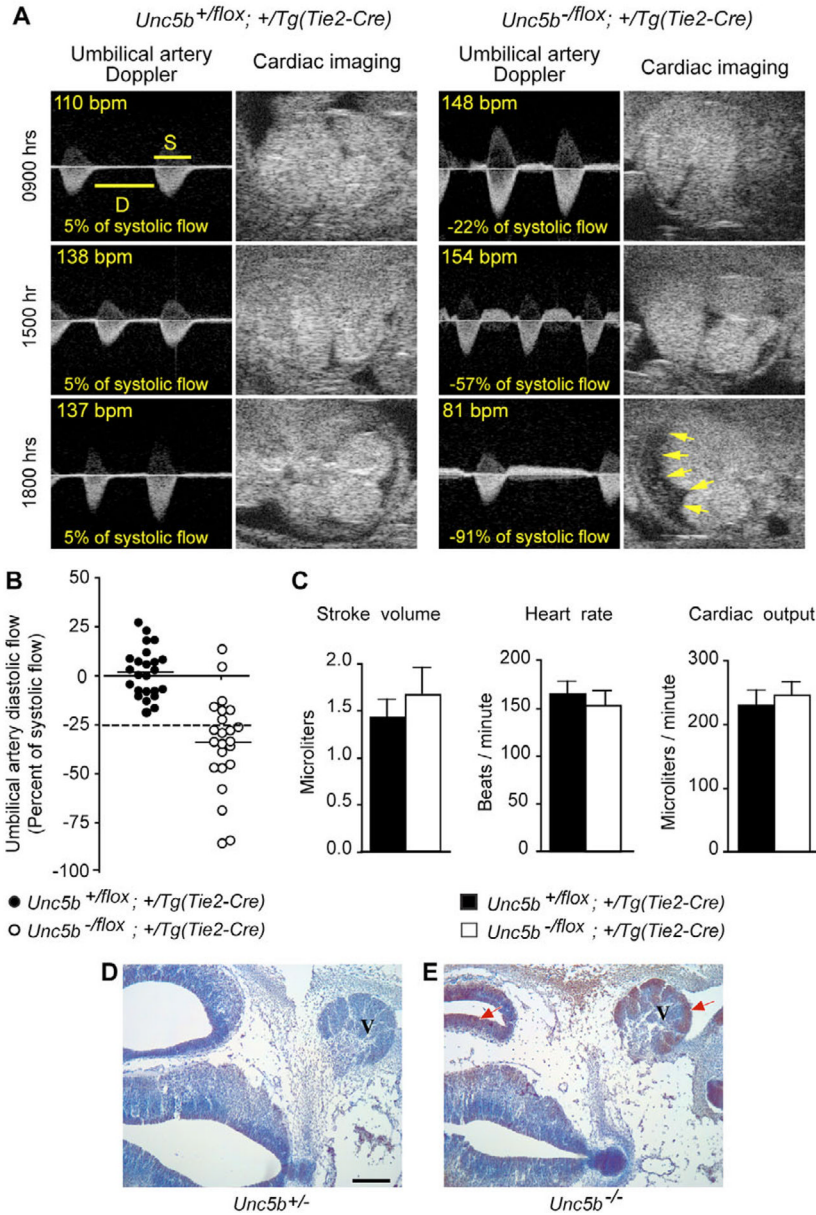 A
Unc5b+/flox; +/Tg(Tie2-Cre)
Unc5b-/flox; +/Tg(Tie2-Cre)
Umbilical artery
Doppler
Cardiac imaging
Umbilical artery
Doppler
Cardiac imaging
0900 hrs
110 bpm
S
D
5% of systolic flow
148 bpm
-22% of systolic flow
1500 hr
138 bpm
5% of systolic flow
154 bpm
-57% of systolic flow
1800 hrs
137 bpm
5% of systolic flow
81 bpm
-91% of systolic flow
B
Umbilical artery diastolic flow
(Percent of systolic flow)
50
25
0
-25
-50
-75
-100
Unc5b+/flox; +/Tg(Tie2-Cre)
Unc5b-/flox; +/Tg(Tie2-Cre)
C
Stroke volume
Microliters
2.0
1.5
1.0
0.5
0.0
Heart rate
Beats / minute
200
150
100
50
0
Cardiac output
Microliters / minute
300
200
100
0
Unc5b+/flox; +/Tg(Tie2-Cre)
Unc5b-/flox; +/Tg(Tie2-Cre)
D
V
Unc5b+/-
E
V
Unc5b-/-